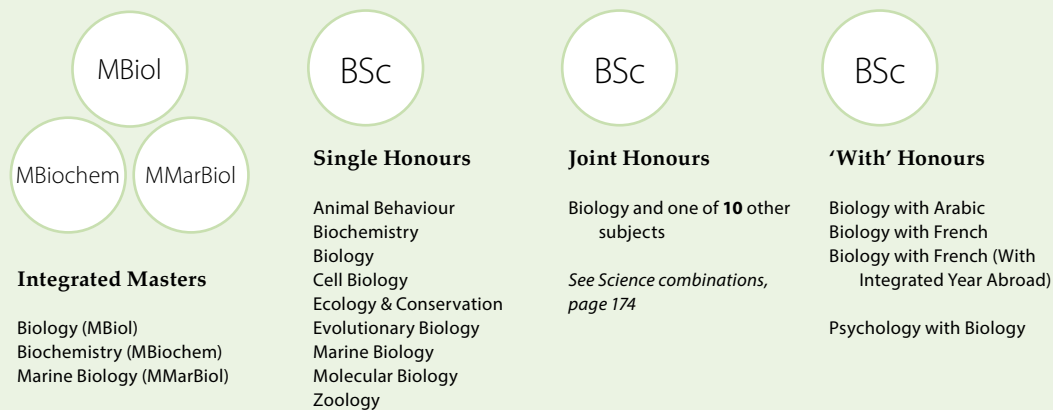 MBiol
MBiochem
MMarBiol
Integrated Masters
Biology (MBiol)
Biochemistry (MBiochem)
Marine Biology (MMarBiol)
BSc
Single Honours
Animal Behaviour
Biochemistry
Biology
Cell Biology
Ecology & Conservation
Evolutionary Biology
Marine Biology
Molecular Biology
Zoology
BSc
Joint Honours
Biology and one of 10 other
subjects
See Science combinations,
page 174
BSc
‘With’ Honours
Biology with Arabic
Biology with French
Biology with French (With
Integrated Year Abroad)
Psychology with Biology